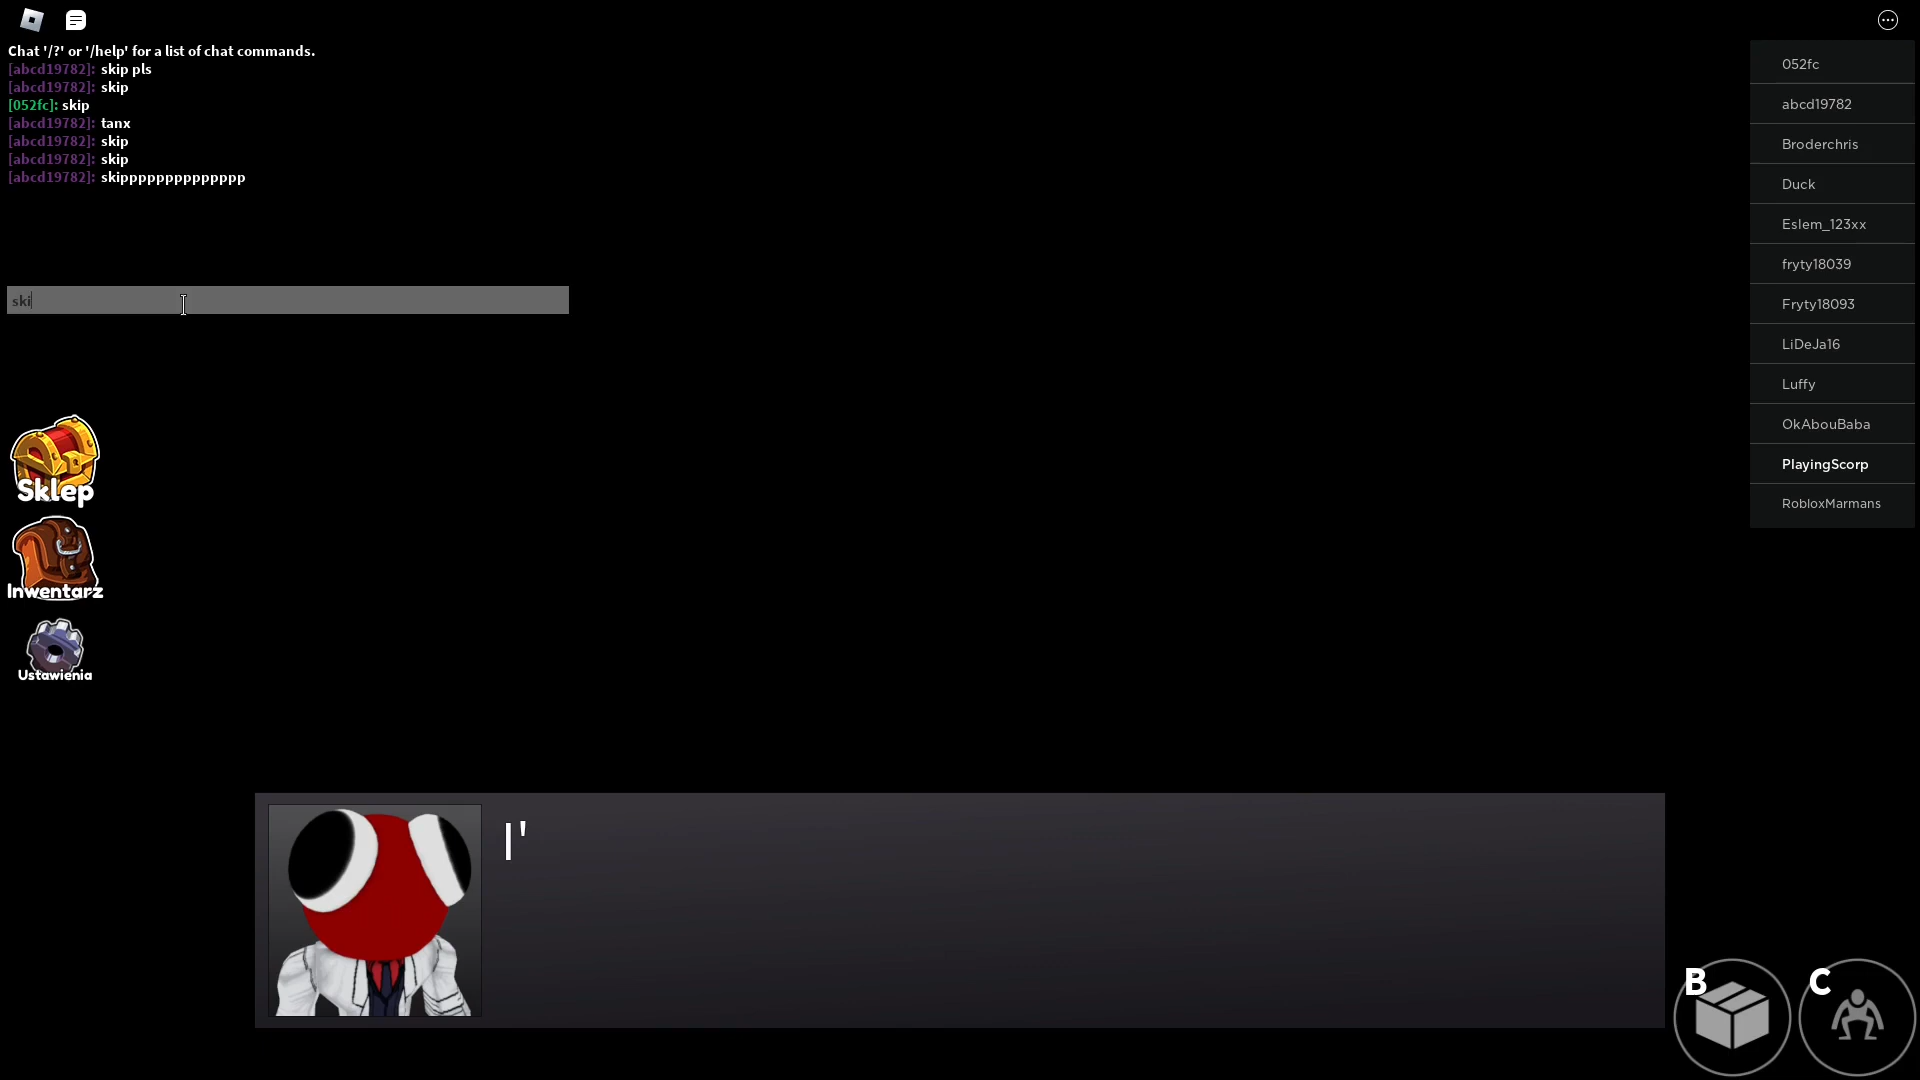 Chat '/?' or '/help' for a list of chat commands.
[abcd19782]: skip pls
[abcd19782]: skip
[052fc]: skip
[abcd19782]: tanx
[abcd19782]: skip
[abcd19782]: skip
[abcd19782]: skipppppppppppppp
ski
Sklep
Inwentarz
Ustawienia
052fc
abcd19782
Broderchris
Duck
Eslem_123xx
fryty18039
Fryty18093
LiDeJa16
Luffy
OkAbouBaba
PlayingScorp
RobloxMarmans
I'
B
C